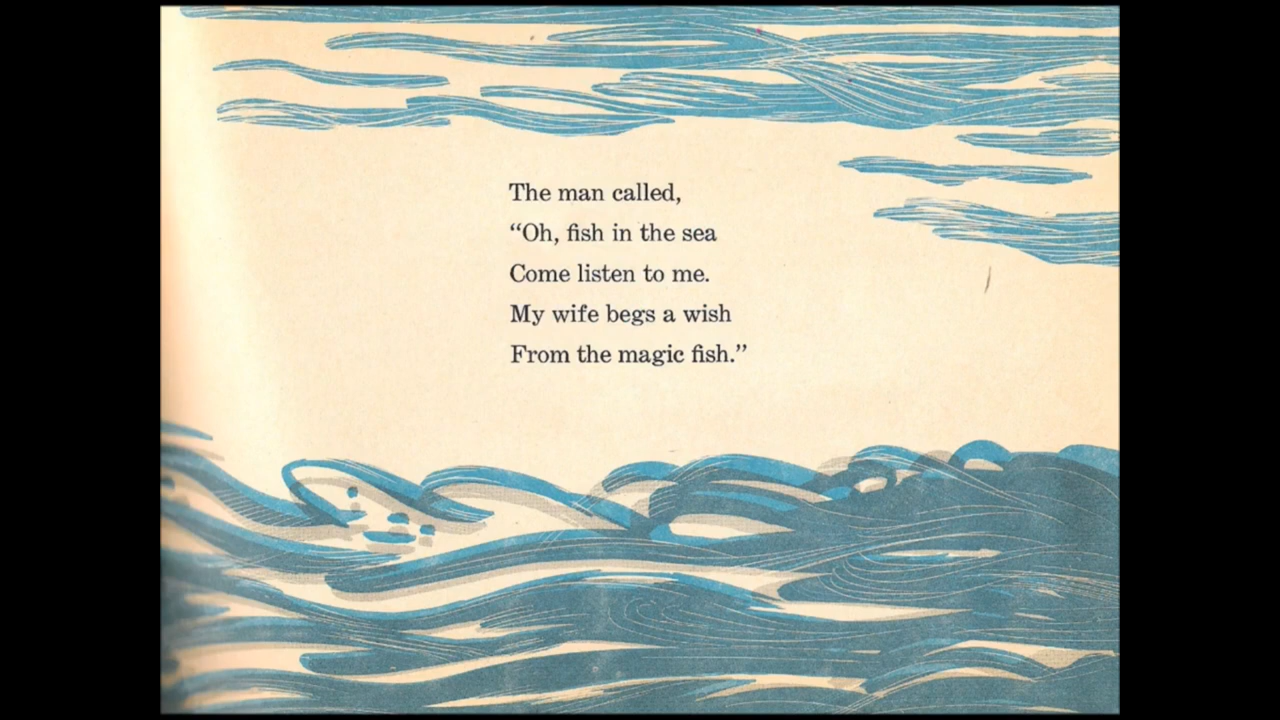 The man called,
“Oh, fish in the sea
Come listen to me.
My wife begs a wish
From the magic fish.”